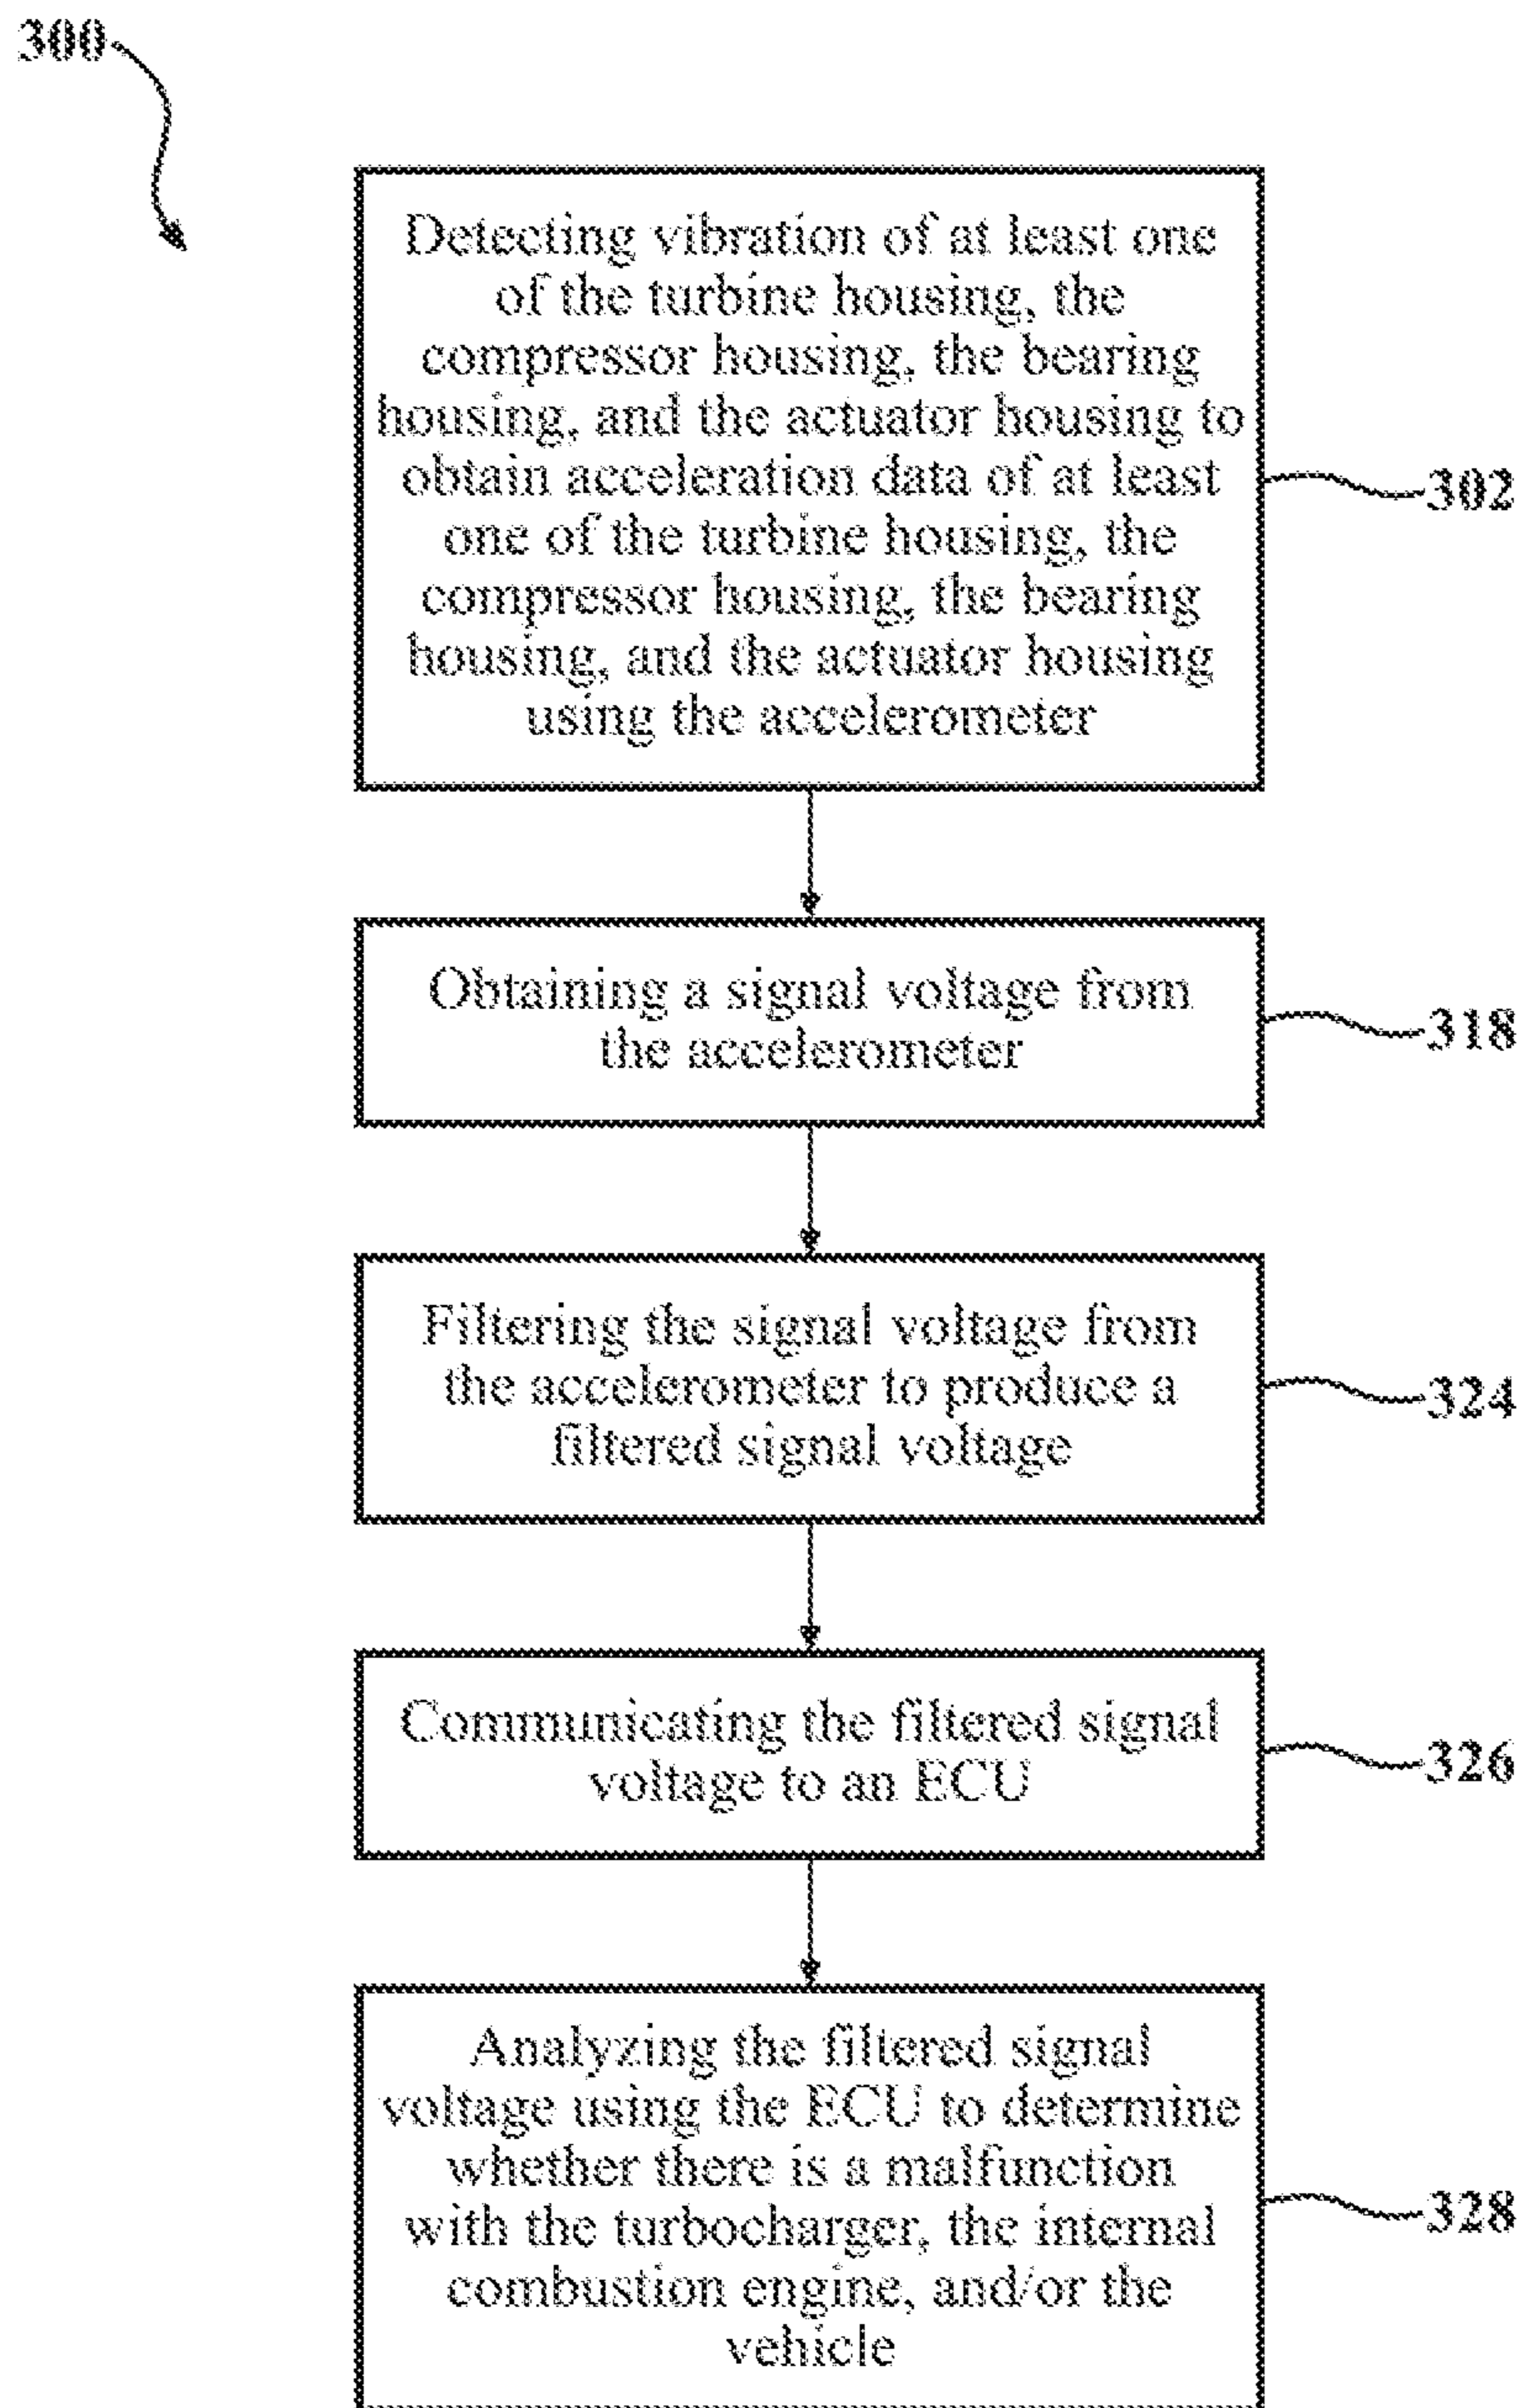 300
Detecting vibration of at least one
of the turbine housing, the
compressor housing, the bearing
housing, and the actuator housing to
obtain acceleration data of at least
one of the turbine housing, the
compressor housing, the bearing
housing, and the actuator housing
using the accelerometer
302
Obtaining a signal voltage from
the accelerometer
318
Filtering the signal voltage from
the accelerometer to produce a
filtered signal voltage
324
Communicating the filtered signal
voltage to an ECU
326
Analyzing the filtered signal
voltage using the ECU to determine
whether there is a malfunction
with the turbocharger, the internal
combustion engine, and/or the
vehicle
328